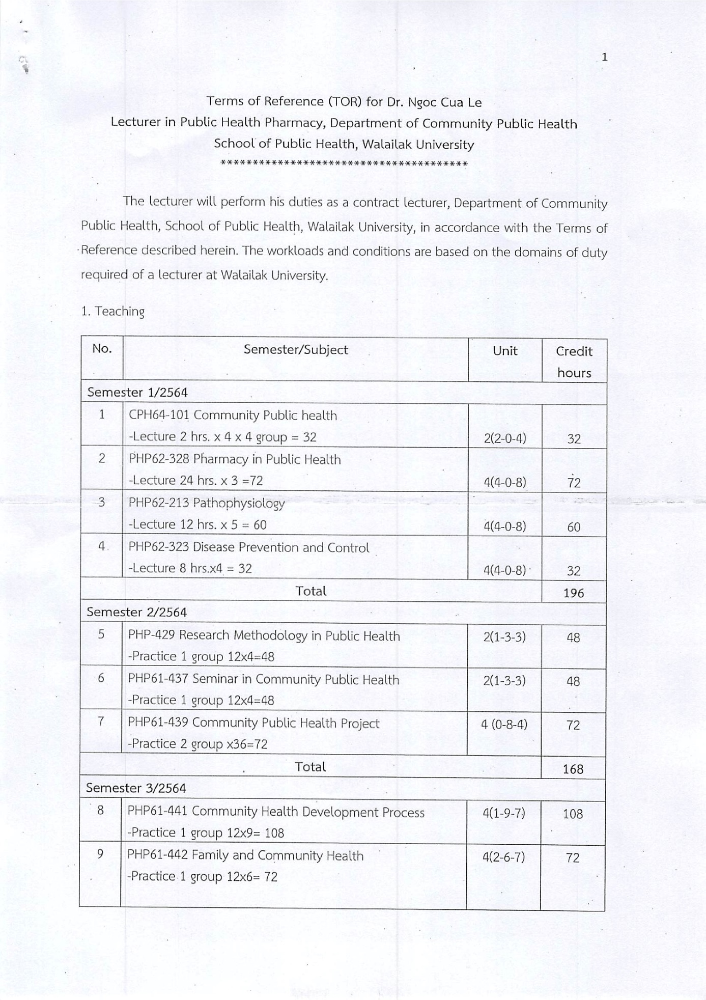 1
Terms of Reference (TOR) for Dr. Ngoc Cua Le
Lecturer in Public Health Pharmacy, Department of Community Public Health
School of Public Health, Walailak University
***************************************
The lecturer will perform his duties as a contract lecturer, Department of Community
Public Health, School of Public Health, Walailak University, in accordance with the Terms of
Reference described herein. The workloads and conditions are based on the domains of duty
required of a lecturer at Walailak University.
1. Teaching
No. Semester/Subject Unit Credit
hours
Semester 1/2564
1 CPH64-101 Community Public health
-Lecture 2 hrs. x 4 x 4 group = 32 2(2-0-4) 32
2 PHP62-328 Pharmacy in Public Health
-Lecture 24 hrs. x 3 =72 4(4-0-8) 72
3 PHP62-213 Pathophysiology
-Lecture 12 hrs. x 5 = 60 4(4-0-8) 60
4. PHP62-323 Disease Prevention and Control
-Lecture 8 hrs.x4 = 32 4(4-0-8) 32
Total 196
Semester 2/2564
5 PHP-429 Research Methodology in Public Health 2(1-3-3) 48
-Practice 1 group 12x4=48
6 PHP61-437 Seminar in Community Public Health 2(1-3-3) 48
-Practice 1 group 12x4=48
7 PHP61-439 Community Public Health Project 4 (0-8-4) 72
-Practice 2 group x36=72
Total 168
Semester 3/2564
8 PHP61-441 Community Health Development Process 4(1-9-7) 108
-Practice 1 group 12x9= 108
9 PHP61-442 Family and Community Health 4(2-6-7) 72
-Practice 1 group 12x6= 72